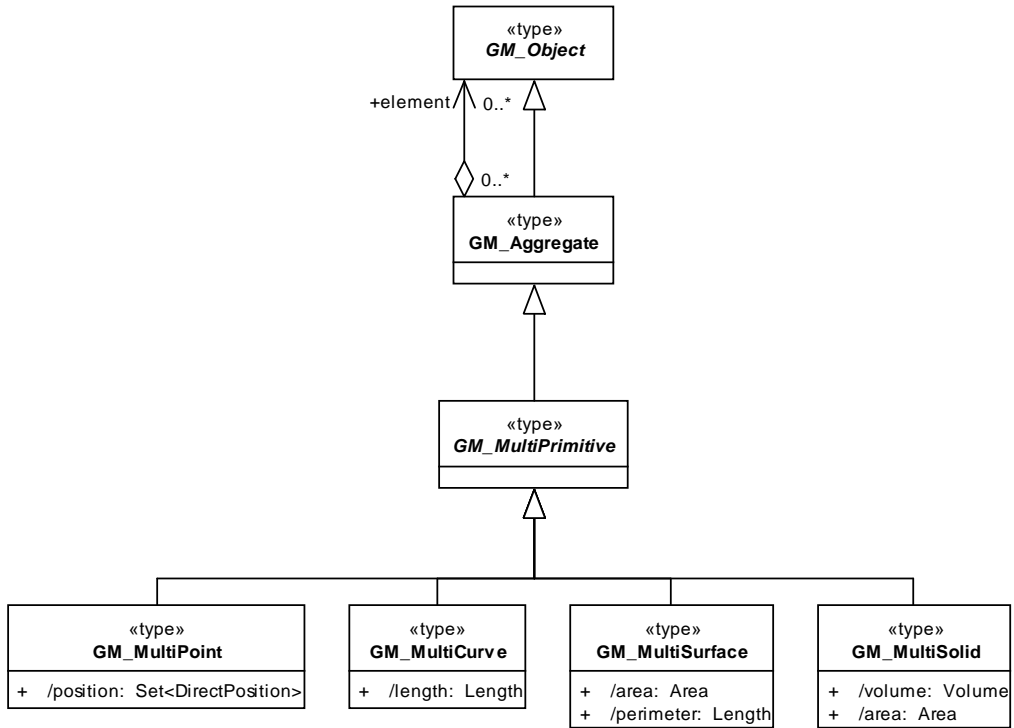 «type»
GM_Object
+element
0..*
0..*
«type»
GM_Aggregate
«type»
GM_MultiPrimitive
«type»
GM_MultiPoint
+ /position: Set<DirectPosition>
«type»
GM_MultiCurve
+ /length: Length
«type»
GM_MultiSurface
+ /area: Area
+ /perimeter: Length
«type»
GM_MultiSolid
+ /volume: Volume
+ /area: Area